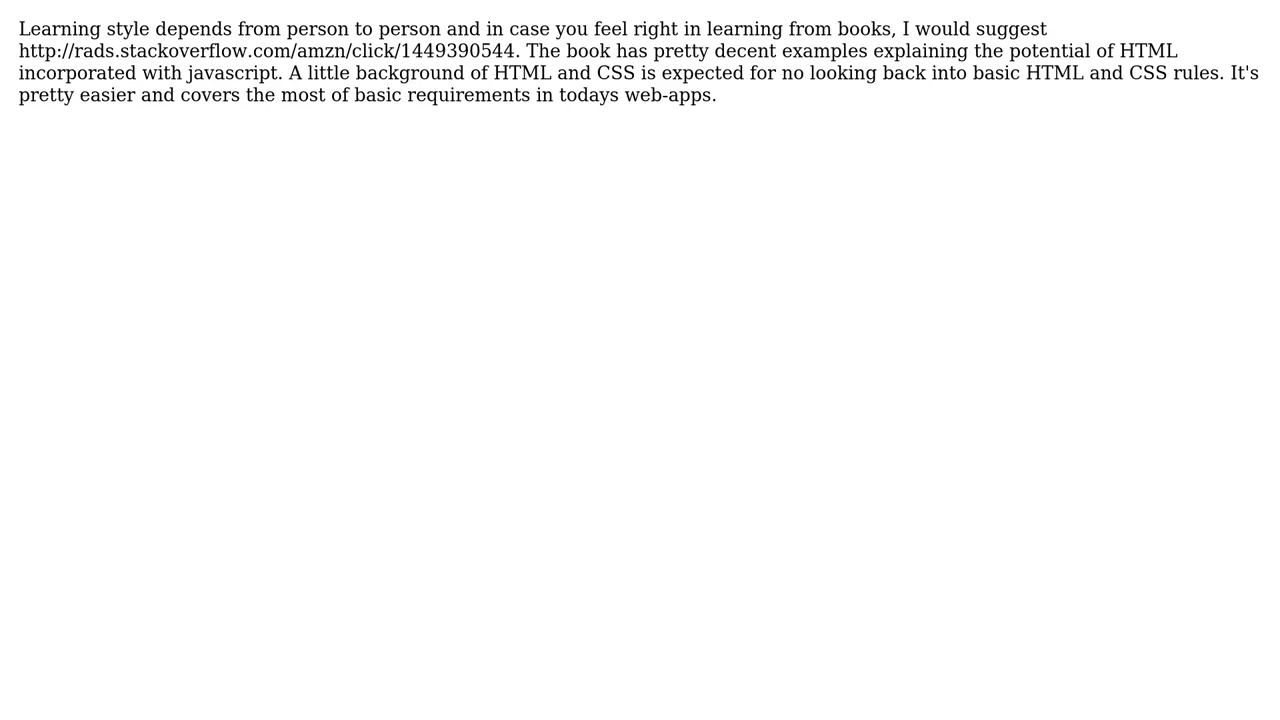 Learning style depends from person to person and in case you feel right in learning from books, I would suggest
http://rads.stackoverflow.com/amzn/click/1449390544. The book has pretty decent examples explaining the potential of HTML
incorporated with javascript. A little background of HTML and CSS is expected for no looking back into basic HTML and CSS rules. It's
pretty easier and covers the most of basic requirements in todays web-apps.